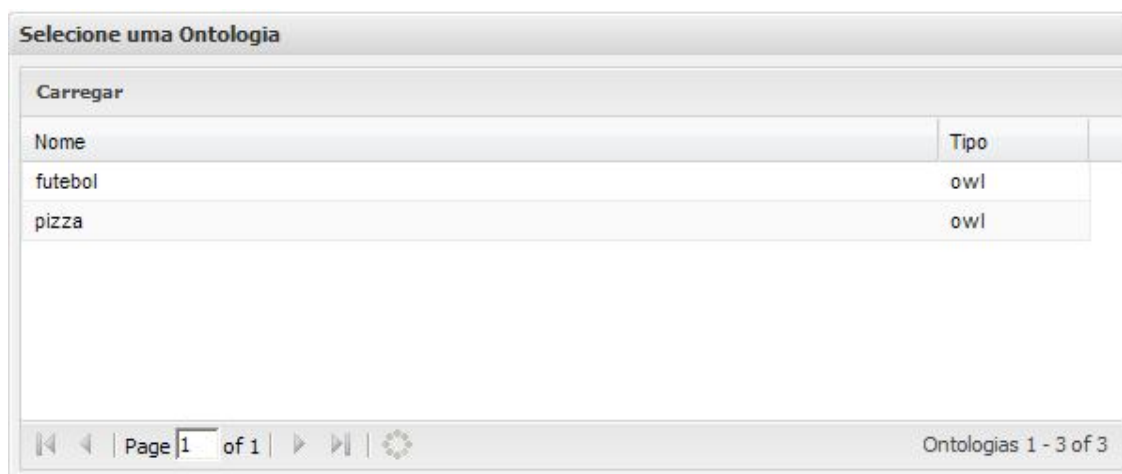 Selecione uma Ontologia
Carregar
Nome Tipo
futebol owl
pizza owl
Page 1 of 1 Ontologias 1 - 3 of 3